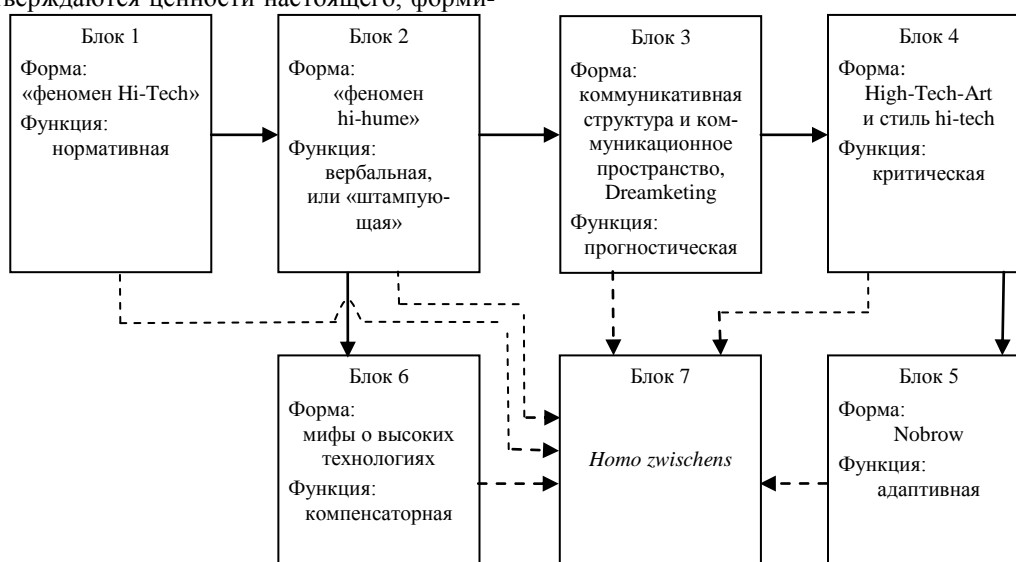 тверждаются ценности настоящего, форми-
Блок 1
Форма:
«феномен Hi-Tech»
Функция:
нормативная
Блок 2
Форма:
«феномен
hi-hume»
Функция:
вербальная,
или «штампую-
щая»
Блок 3
Форма:
коммуникативная
структура и ком-
муникационное
пространство,
Dreamketing
Функция:
прогностическая
Блок 4
Форма:
High-Tech-Art
и стиль hi-tech
Функция:
критическая
Блок 6
Форма:
мифы о высоких
технологиях
Функция:
компенсаторная
Блок 7
Homo zwischens
Блок 5
Форма:
Nobrow
Функция:
адаптивная